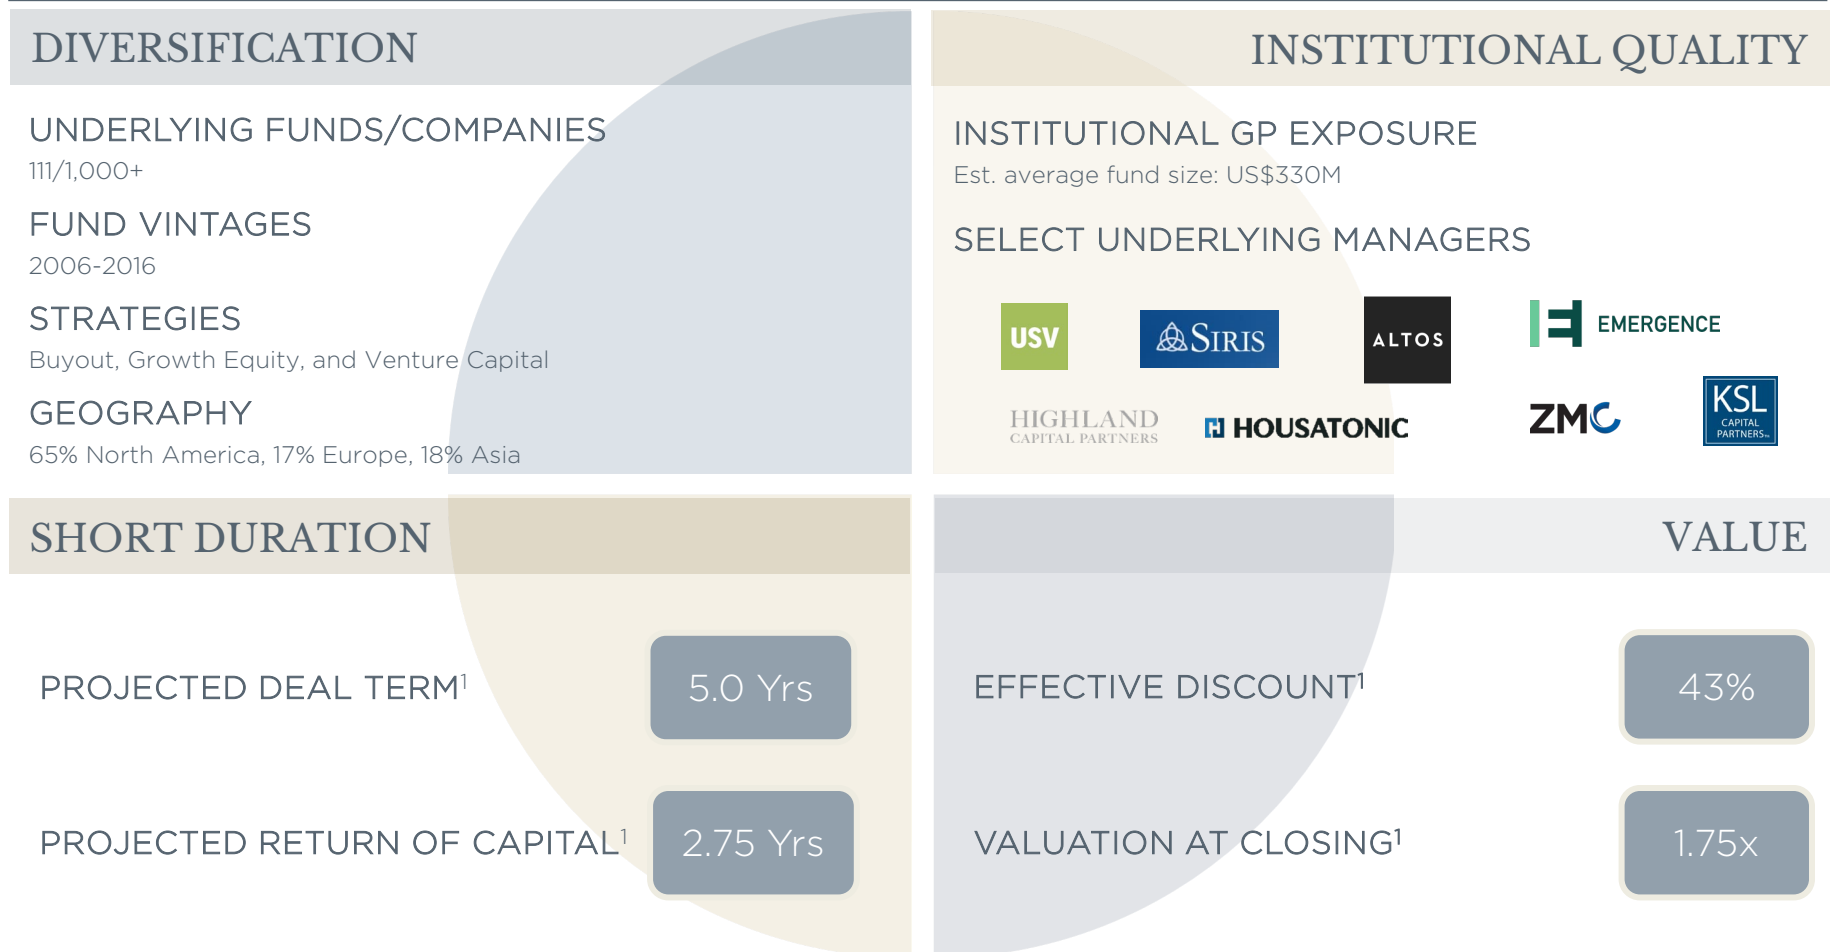 DIVERSIFICATION
UNDERLYING FUNDS/COMPANIES
111/1,000+
FUND VINTAGES
2006-2016
STRATEGIES
Buyout, Growth Equity, and Venture Capital
GEOGRAPHY
65% North America, 17% Europe, 18% Asia
INSTITUTIONAL QUALITY
INSTITUTIONAL GP EXPOSURE
Est. average fund size: US$330M
SELECT UNDERLYING MANAGERS
USV
SIRIS
ALTOS
EMERGENCE
HIGHLAND
CAPITAL PARTNERS
HOUSATONIC
ZMC
KSL
CAPITAL
PARTNERS
SHORT DURATION
PROJECTED DEAL TERM¹
5.0 Yrs
PROJECTED RETURN OF CAPITAL¹
2.75 Yrs
VALUE
EFFECTIVE DISCOUNT¹
43%
VALUATION AT CLOSING¹
1.75x